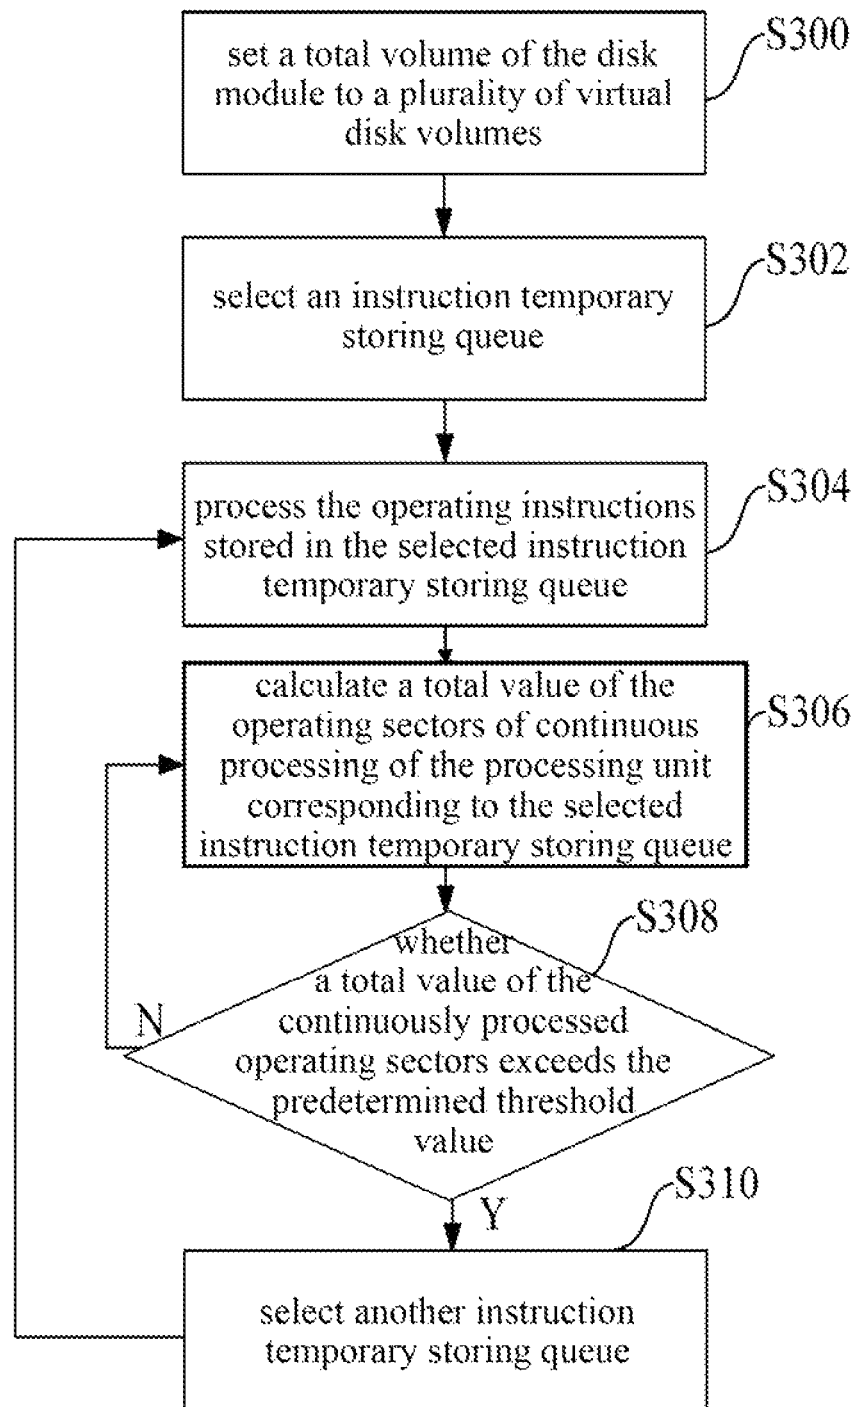 set a total volume of the disk
module to a plurality of virtual
disk volumes
S300
select an instruction temporary
storing queue
S302
process the operating instructions
stored in the selected instruction
temporary storing queue
S304
calculate a total value of the
operating sectors of continuous
processing of the processing unit
corresponding to the selected
instruction temporary storing queue
S306
whether
a total value of the
continuously processed
operating sectors exceeds the
predetermined threshold
value
S308
N
Y
select another instruction
temporary storing queue
S310